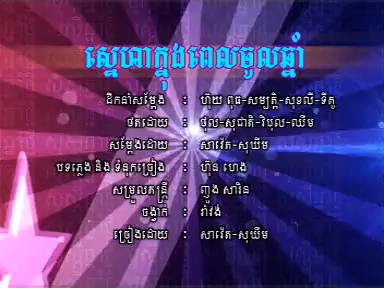 ស្នេហាក្នុងពេលចូលឆ្នាំ
ដឹកនាំសម្តែង : ហ៊ិយ ពុធ-សម្បត្តិ-សុខលី-ទីតូ
ថតដោយ : ថុល-សុជាតិ-វិបុល-ឈឹម
សម្តែងដោយ : សាវ៉េត-សុឃីម
បទភ្លេង និង ទំនុកច្រៀង : ហ៊ុន ហេង
សម្រួលតន្ត្រី : ញូង សារិន
ចង្វាក់ : រាំវង់
ច្រៀងដោយ : សាវ៉េត-សុឃីម